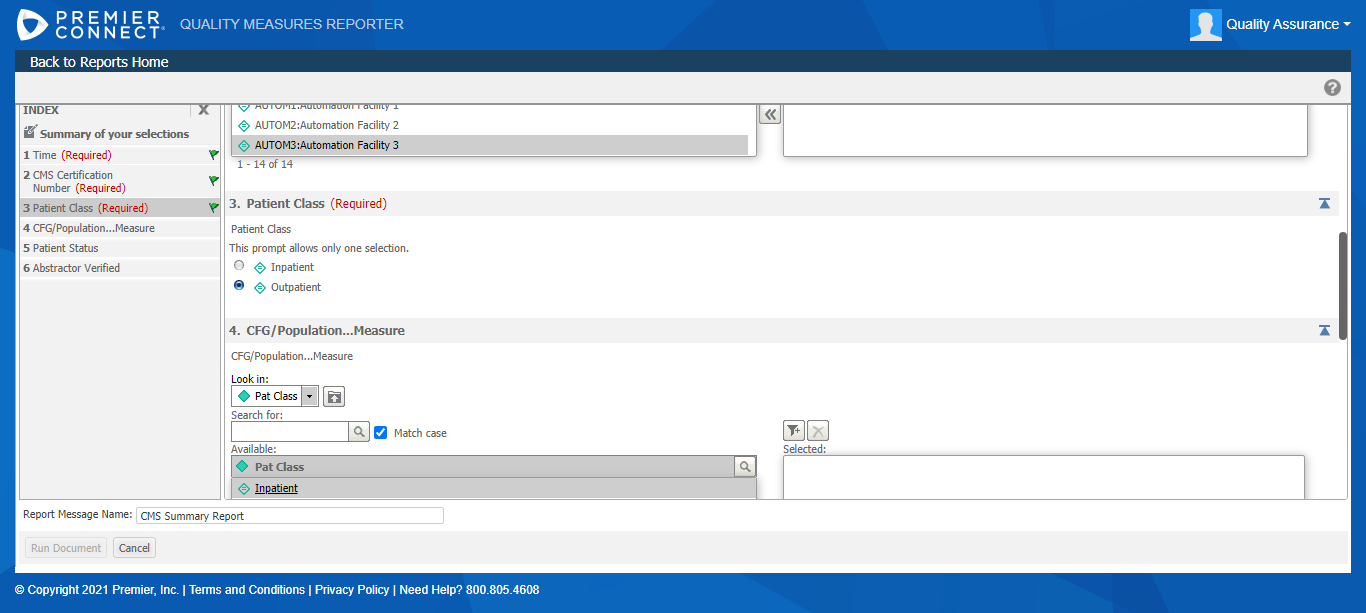 PREMIER CONNECT QUALITY MEASURES REPORTER
Quality Assurance
Back to Reports Home
?
INDEX X
Summary of your selections
1 Time (Required)
2 CMS Certification
Number (Required)
3 Patient Class (Required)
4 CFG/Population...Measure
5 Patient Status
6 Abstractor Verified
AUTOM1:Automation Facility 1
AUTOM2:Automation Facility 2
AUTOM3:Automation Facility 3
1 - 14 of 14
3. Patient Class (Required)
Patient Class
This prompt allows only one selection.
Inpatient
Outpatient
4. CFG/Population...Measure
CFG/Population...Measure
Look in:
Pat Class
Search for:
Match case
Available:
Selected:
Pat Class
Inpatient
Report Message Name: CMS Summary Report
Run Document Cancel
© Copyright 2021 Premier, Inc. | Terms and Conditions | Privacy Policy | Need Help? 800.805.4608